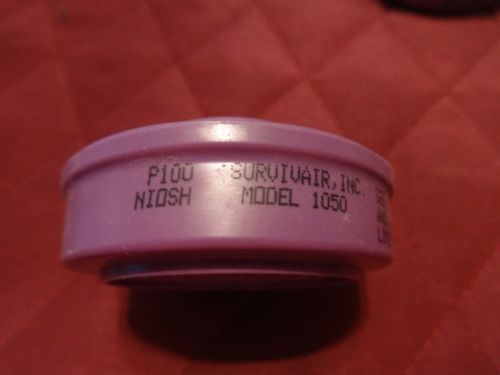 P100 SURVIVAIR, INC.
NIOSH MODEL 1050